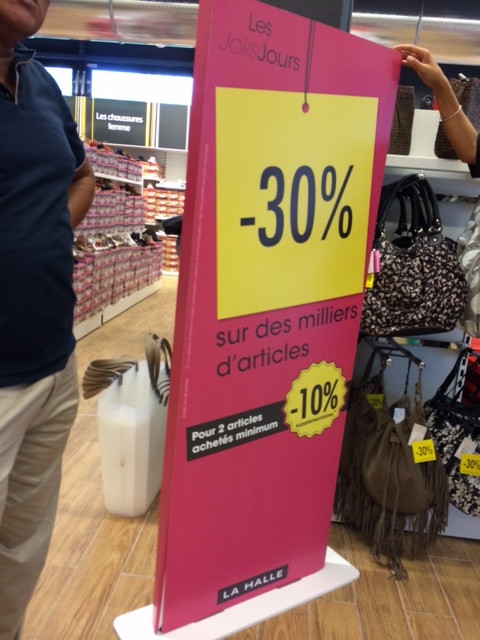 Les
JolisJours
Les chaussures
femme
-30%
sur des milliers
d'articles
Pour 2 articles
achetés minimum
-10%
supplémentaires
LA HALLE
-30%
-30%